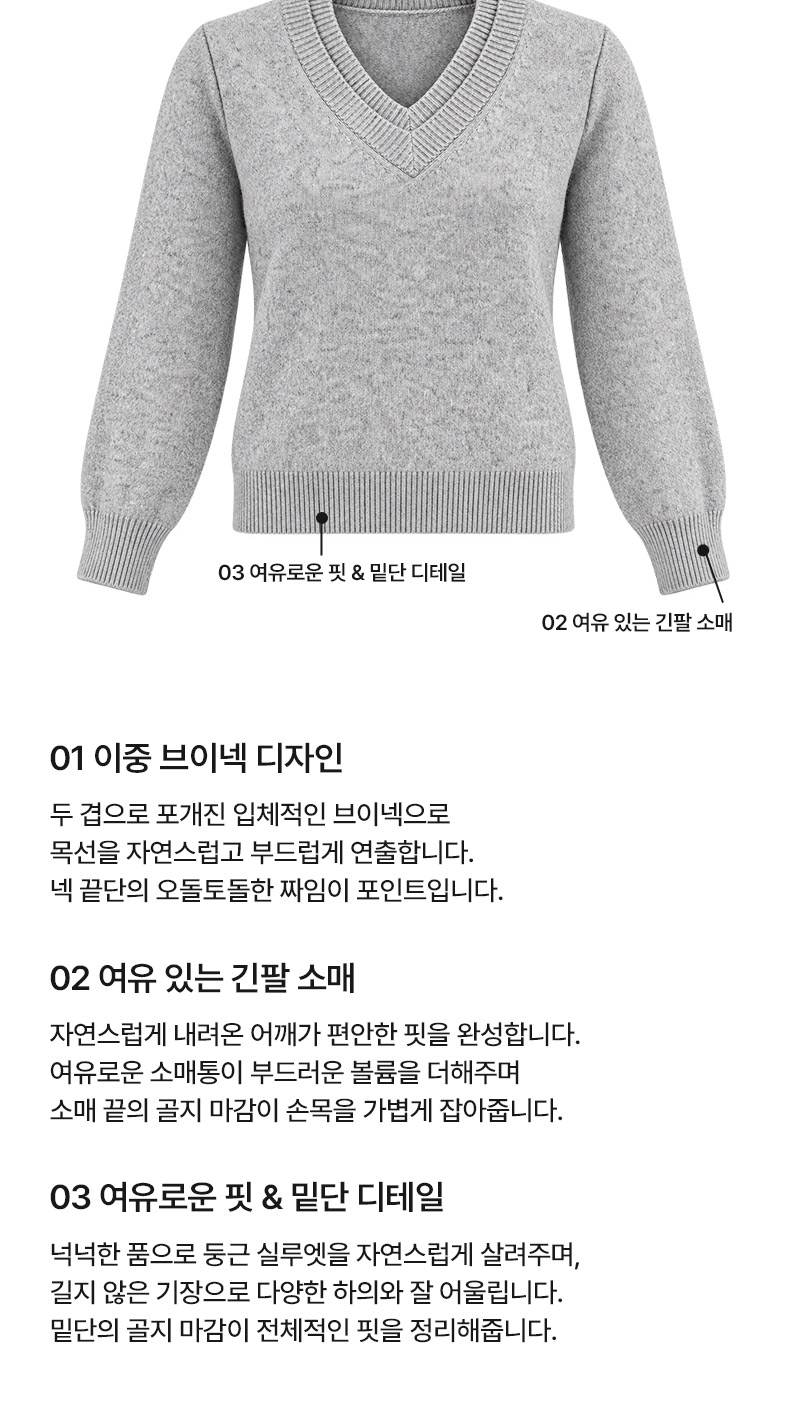 03 여유로운 핏 & 밑단 디테일
02 여유 있는 긴팔 소매
01 이중 브이넥 디자인
두 겹으로 포개진 입체적인 브이넥으로
목선을 자연스럽고 부드럽게 연출합니다.
넥 끝단의 오돌토돌한 짜임이 포인트입니다.
02 여유 있는 긴팔 소매
자연스럽게 내려온 어깨가 편안한 핏을 완성합니다.
여유로운 소매통이 부드러운 볼륨을 더해주며
소매 끝의 골지 마감이 손목을 가볍게 잡아줍니다.
03 여유로운 핏 & 밑단 디테일
넉넉한 품으로 둥근 실루엣을 자연스럽게 살려주며,
길지 않은 기장으로 다양한 하의와 잘 어울립니다.
밑단의 골지 마감이 전체적인 핏을 정리해줍니다.